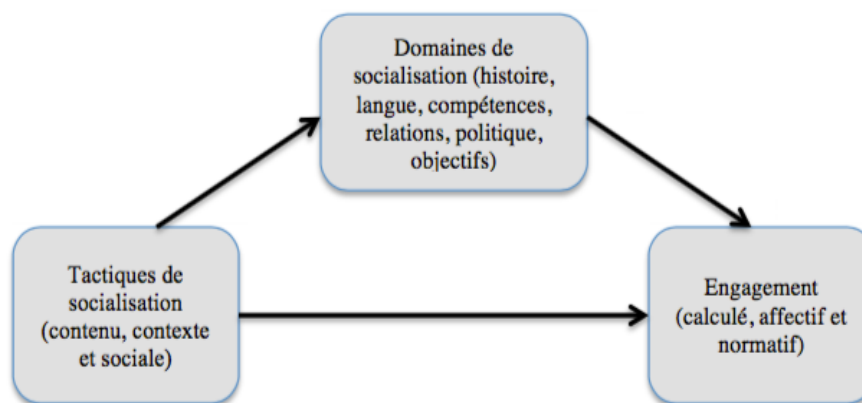 Domaines de
socialisation (histoire,
langue, compétences,
relations, politique,
objectifs)
Tactiques de
socialisation
(contenu, contexte
et sociale)
Engagement
(calculé, affectif et
normatif)